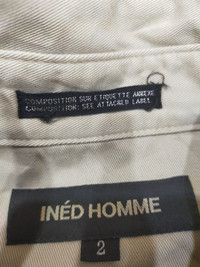 COMPOSITION SUR ETIQUETTE ANNEXE
COMPOSITION: SEE ATTACHED LABEL
INÉD HOMME
2